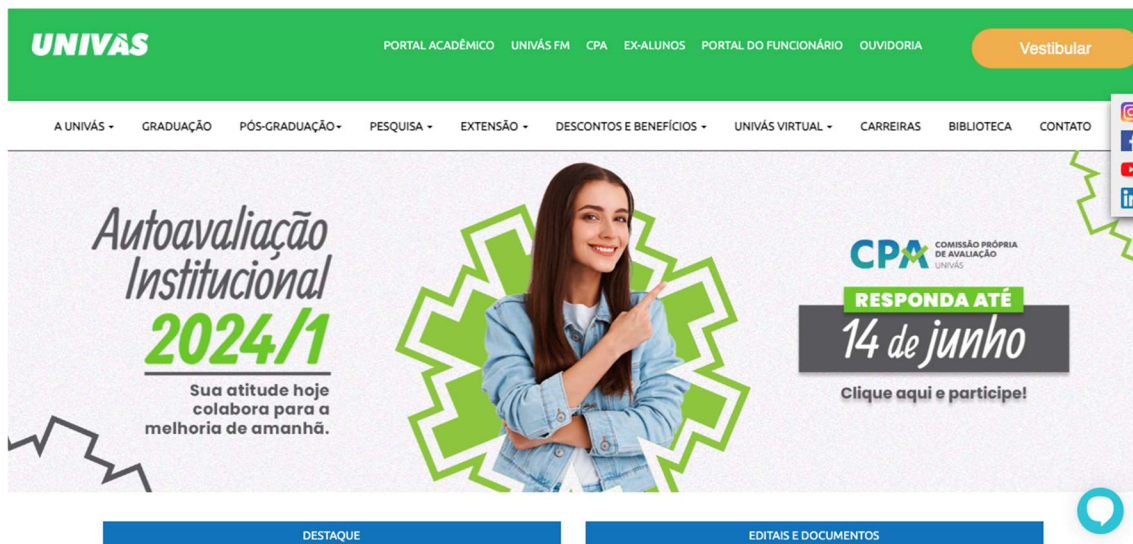 UNIVÀS
PORTAL ACADÊMICO UNIVÁS FM CPA EX-ALUNOS PORTAL DO FUNCIONÁRIO OUVIDORIA
Vestibular
A UNIVÁS GRADUAÇÃO PÓS-GRADUAÇÃO PESQUISA EXTENSÃO DESCONTOS E BENEFÍCIOS UNIVÁS VIRTUAL CARREIRAS BIBLIOTECA CONTATO
Autoavaliação
Institucional
2024/1
Sua atitude hoje
colabora para a
melhoria de amanhã.
CPA
COMISSÃO PRÓPRIA
DE AVALIAÇÃO
UNIVÁS
RESPONDA ATÉ
14 de junho
Clique aqui e participe!
DESTAQUE
EDITAIS E DOCUMENTOS